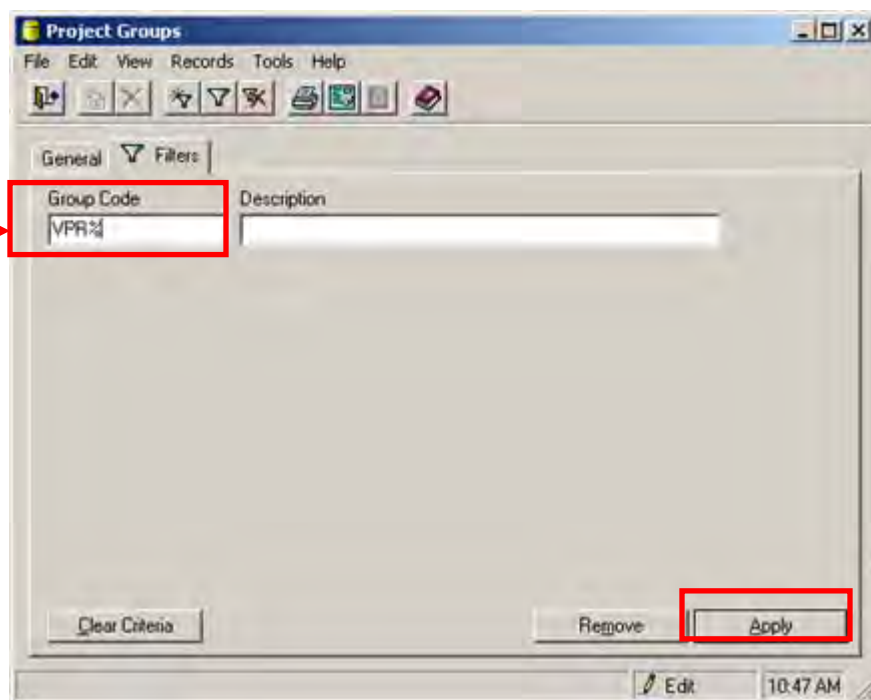 Project Groups
File Edit View Records Tools Help
General Filters
Group Code Description
VPR%
Clear Criteria Remove Apply
Edit 10:47 AM